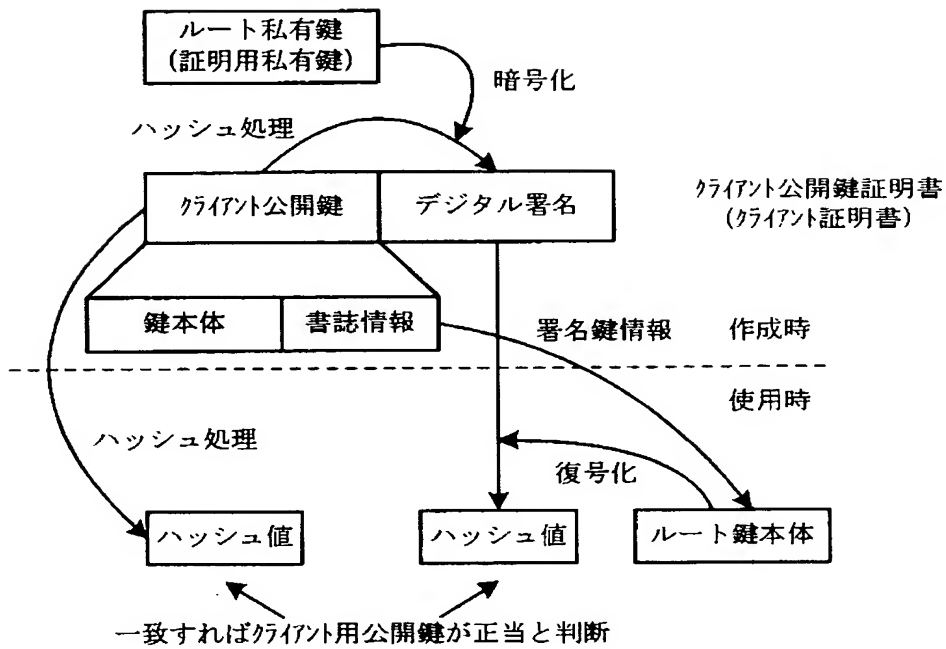 ルート私有鍵
(証明用私有鍵)
暗号化
ハッシュ処理
クライアント公開鍵
デジタル署名
クライアント公開鍵証明書
(クライアント証明書)
鍵本体
書誌情報
署名鍵情報
作成時
使用時
ハッシュ処理
復号化
ハッシュ値
ハッシュ値
ルート鍵本体
一致すればクライアント用公開鍵が正当と判断